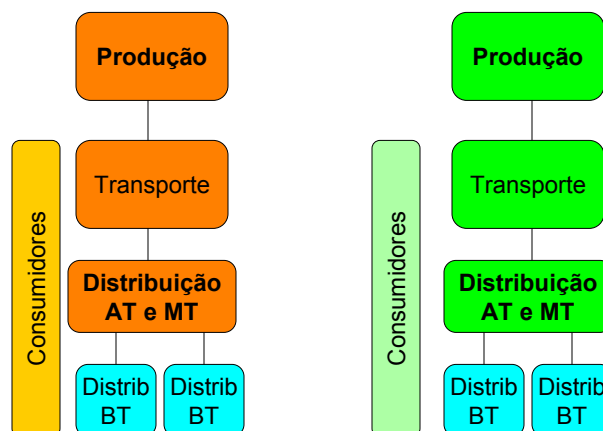 Produção
Transporte
Consumidores
Distribuição
AT e MT
Distrib
BT
Distrib
BT
Produção
Transporte
Consumidores
Distribuição
AT e MT
Distrib
BT
Distrib
BT